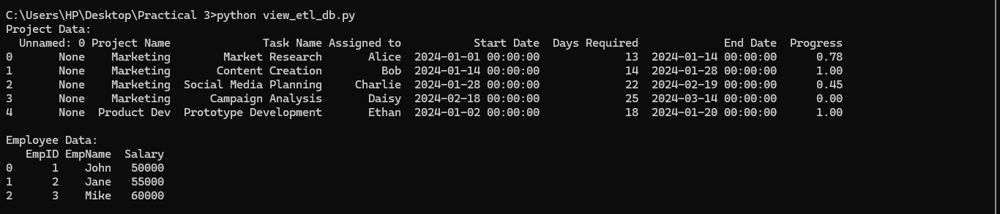 C:\Users\HP\Desktop\Practical 3>python view_etl_db.py
Project Data:
  Unnamed: 0 Project Name              Task Name Assigned to           Start Date  Days Required             End Date  Progress
0       None    Marketing        Market Research       Alice  2024-01-01 00:00:00             13  2024-01-14 00:00:00      0.78
1       None    Marketing       Content Creation         Bob  2024-01-14 00:00:00             14  2024-01-28 00:00:00      1.00
2       None    Marketing  Social Media Planning     Charlie  2024-01-28 00:00:00             22  2024-02-19 00:00:00      0.45
3       None    Marketing      Campaign Analysis       Daisy  2024-02-18 00:00:00             25  2024-03-14 00:00:00      0.00
4       None  Product Dev  Prototype Development       Ethan  2024-01-02 00:00:00             18  2024-01-20 00:00:00      1.00

Employee Data:
   EmpID EmpName  Salary
0      1    John   50000
1      2    Jane   55000
2      3    Mike   60000